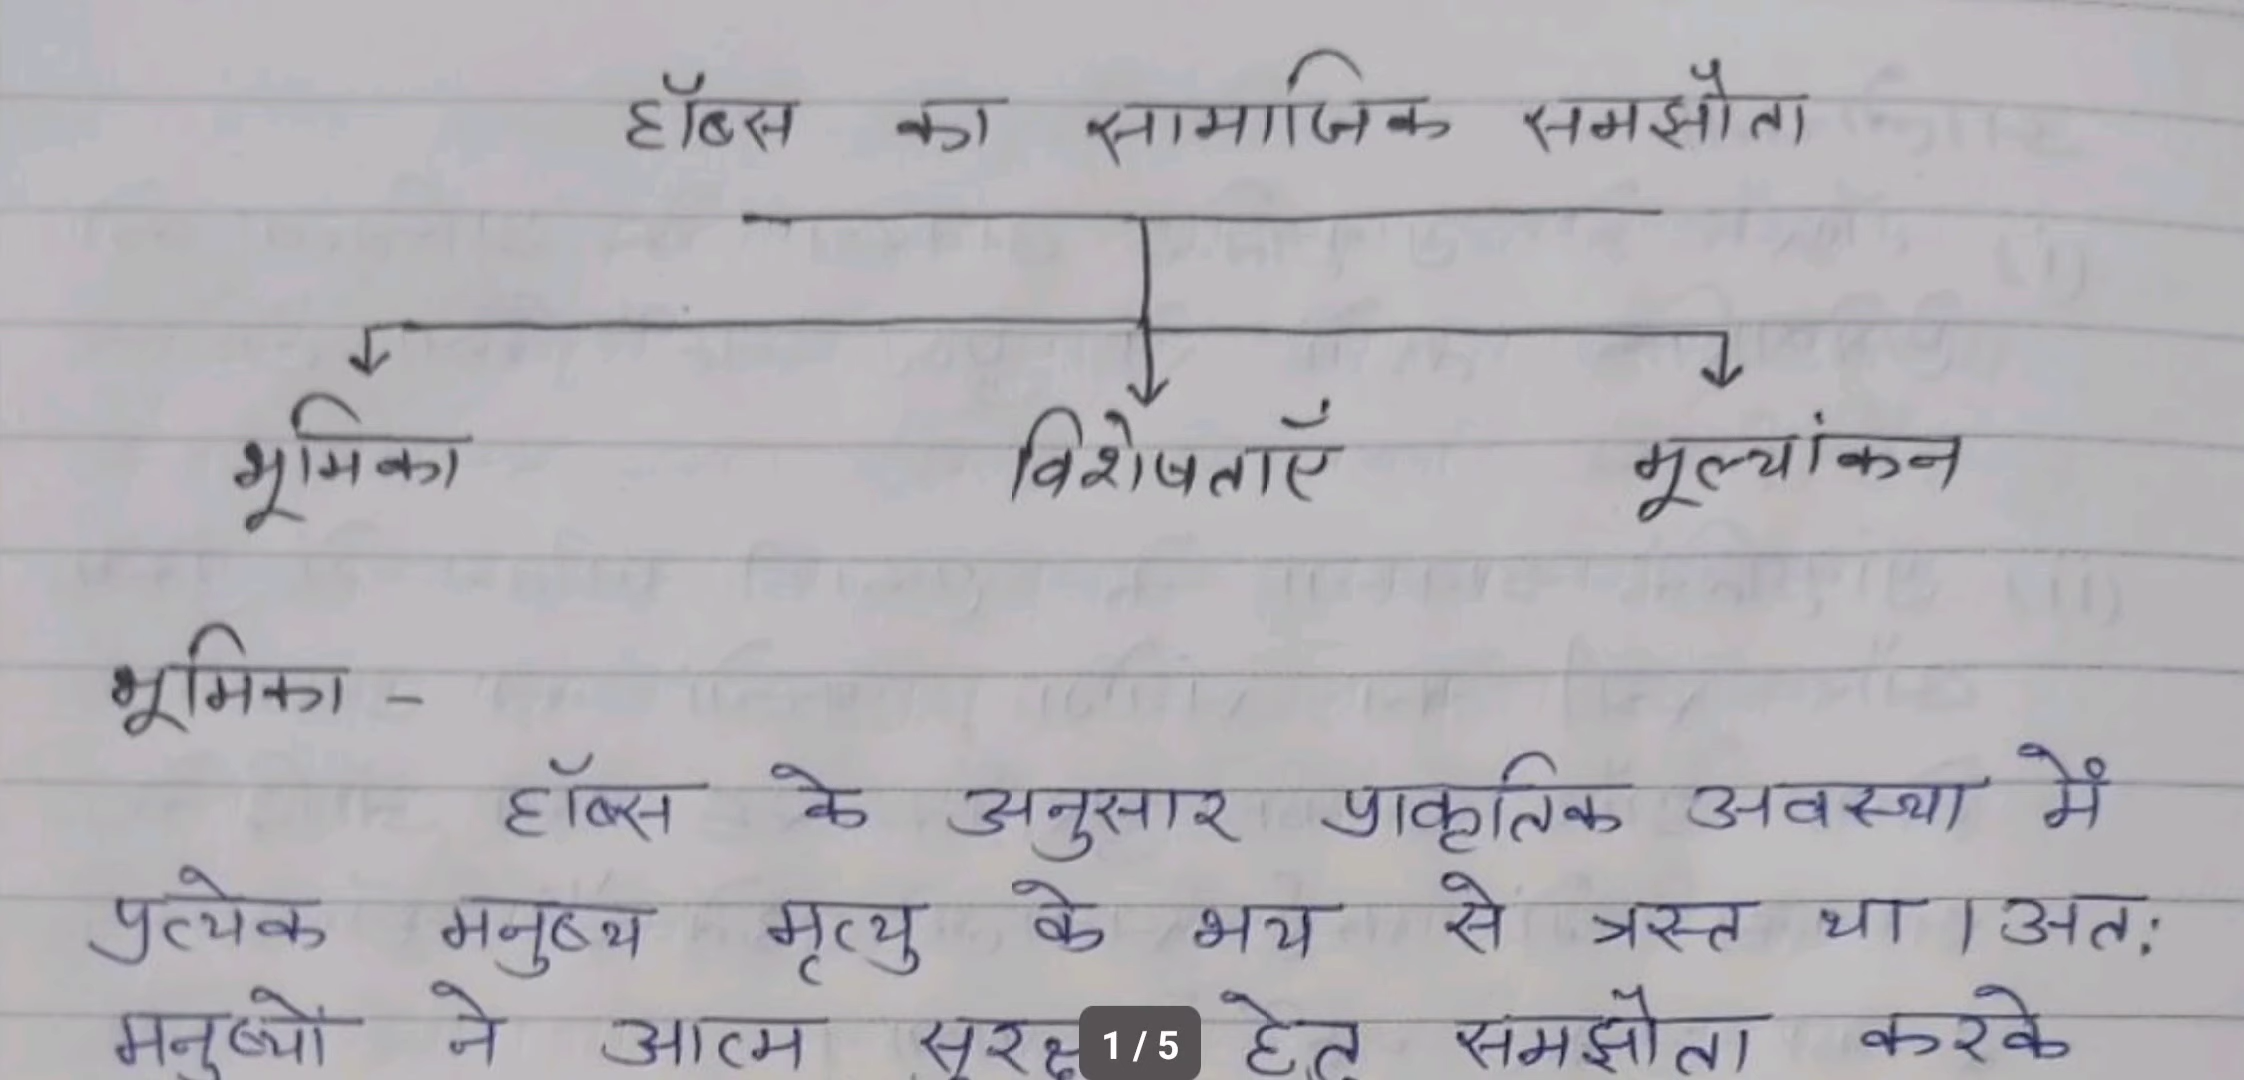 हॉब्स का सामाजिक समझौता
भूमिका विशेषताएँ मूल्यांकन
भूमिका -
हॉब्स के अनुसार प्राकृतिक अवस्था में
प्रत्येक मनुष्य मृत्यु के भय से त्रस्त था । अतः
मनुष्यों ने आत्म हेतु समझौता करके
1 / 5